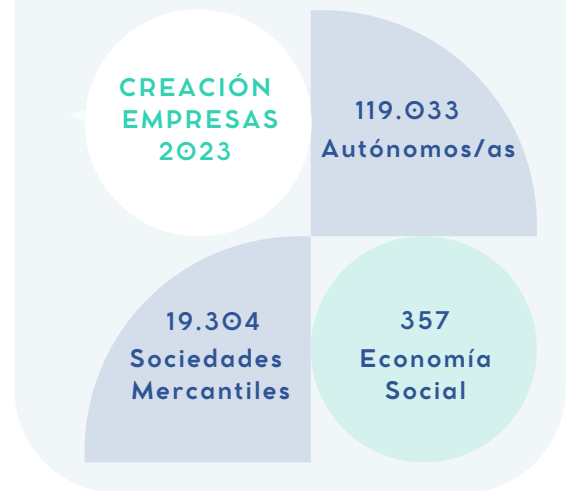 CREACIÓN
EMPRESAS
2023
119.033
Autónomos/as
19.304
Sociedades
Mercantiles
357
Economía
Social